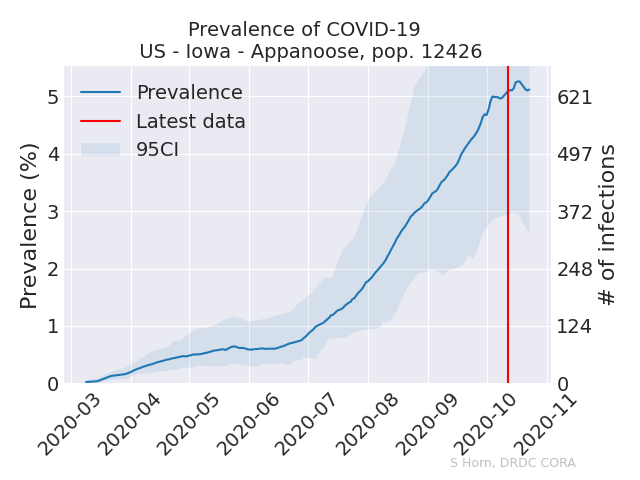 Prevalence of COVID-19
US - Iowa - Appanoose, pop. 12426
Prevalence
Latest data
95CI
Prevalence (%)
5
4
3
2
1
0
621
497
372
248
124
0
# of infections
2020-03
2020-04
2020-05
2020-06
2020-07
2020-08
2020-09
2020-10
2020-11
S Horn, DRDC CORA